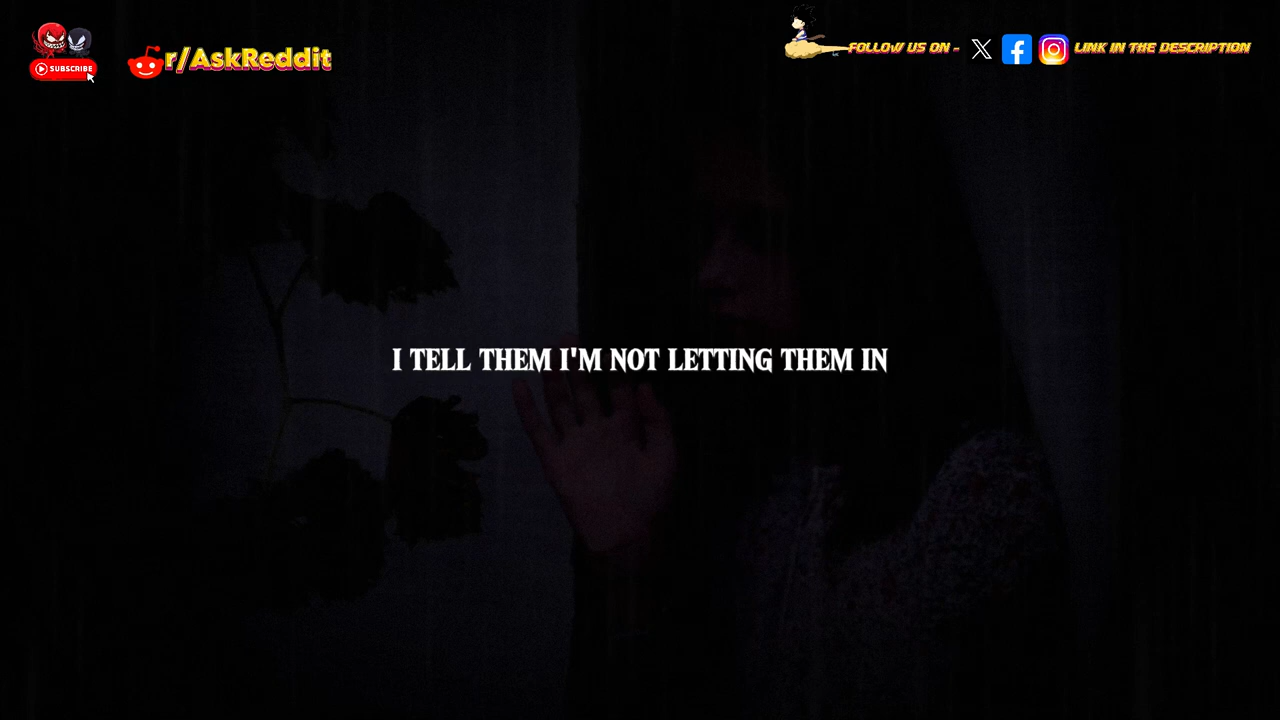 SUBSCRIBE
r/AskReddit
FOLLOW US ON -
LINK IN THE DESCRIPTION
I TELL THEM I'M NOT LETTING THEM IN